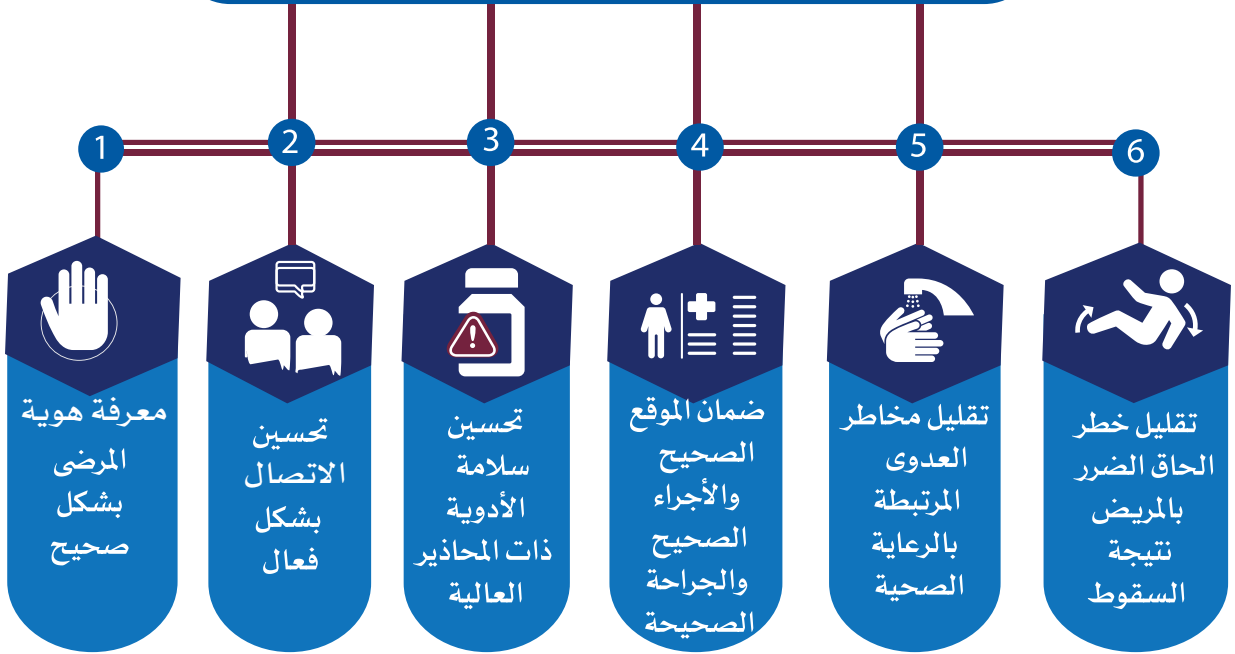 1
معرفة هوية
المرضى
بشكل
صحيح
2
تحسين
الاتصال
بشكل
فعال
3
تحسين
سلامة
الأدوية
ذات المحاذير
العالية
4
ضمان الموقع
الصحيح
والأجراء
الصحيح
والجراحة
الصحيحة
5
تقليل مخاطر
العدوى
المرتبطة
بالرعاية
الصحية
6
تقليل خطر
الحاق الضرر
بالمريض
نتيجة
السقوط